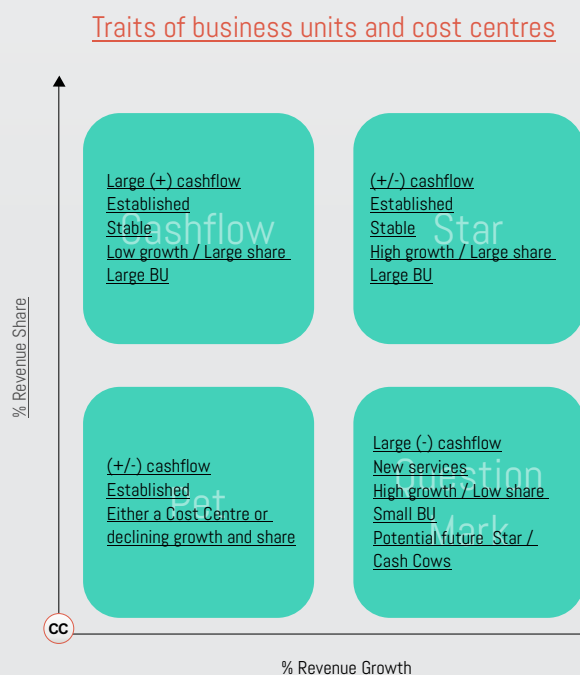 Traits of business units and cost centres
Large (+) cashflow
Established
Stable
Low growth / Large share
Large BU
Cashflow
(+/-) cashflow
Established
Stable
High growth / Large share
Large BU
Star
% Revenue Share
(+/-) cashflow
Established
Either a Cost Centre or
declining growth and share
Pet
Large (-) cashflow
New services
High growth / Low share
Small BU
Potential future Star /
Cash Cows
Question
Mark
CC
% Revenue Growth